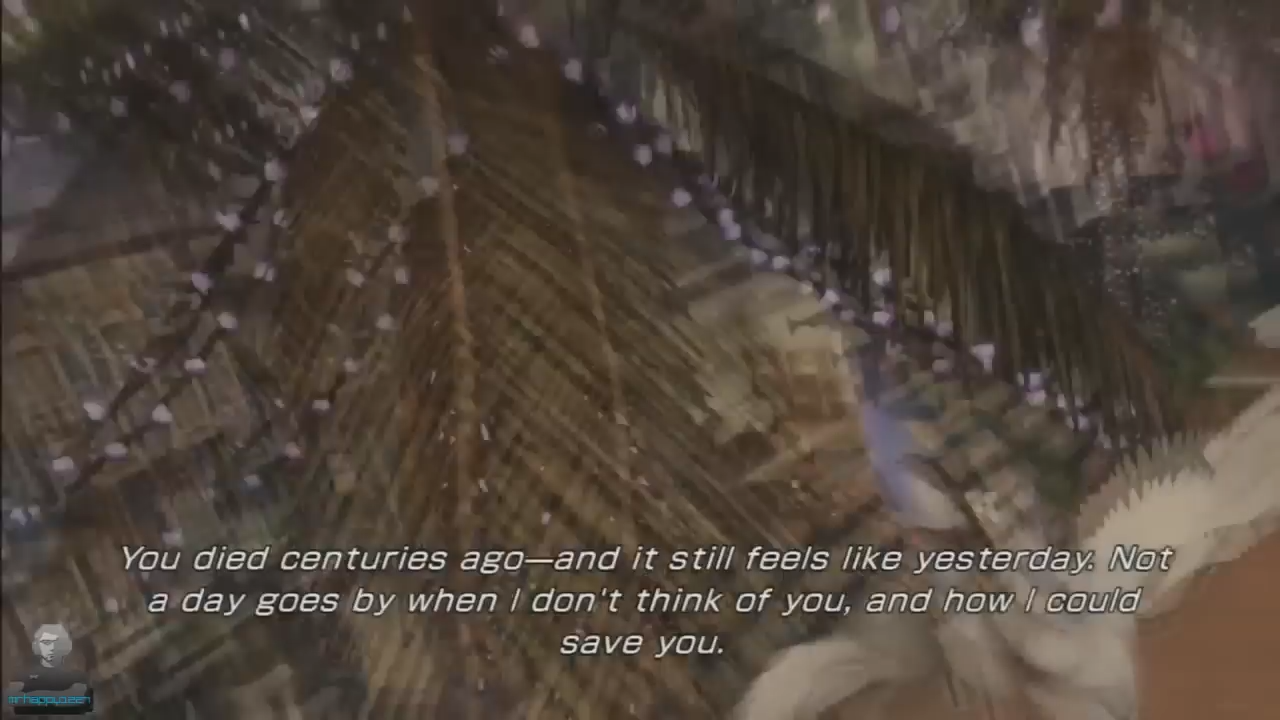 You died centuries ago—and it still feels like yesterday. Not
a day goes by when I don't think of you, and how I could
save you.
mrhappy0227